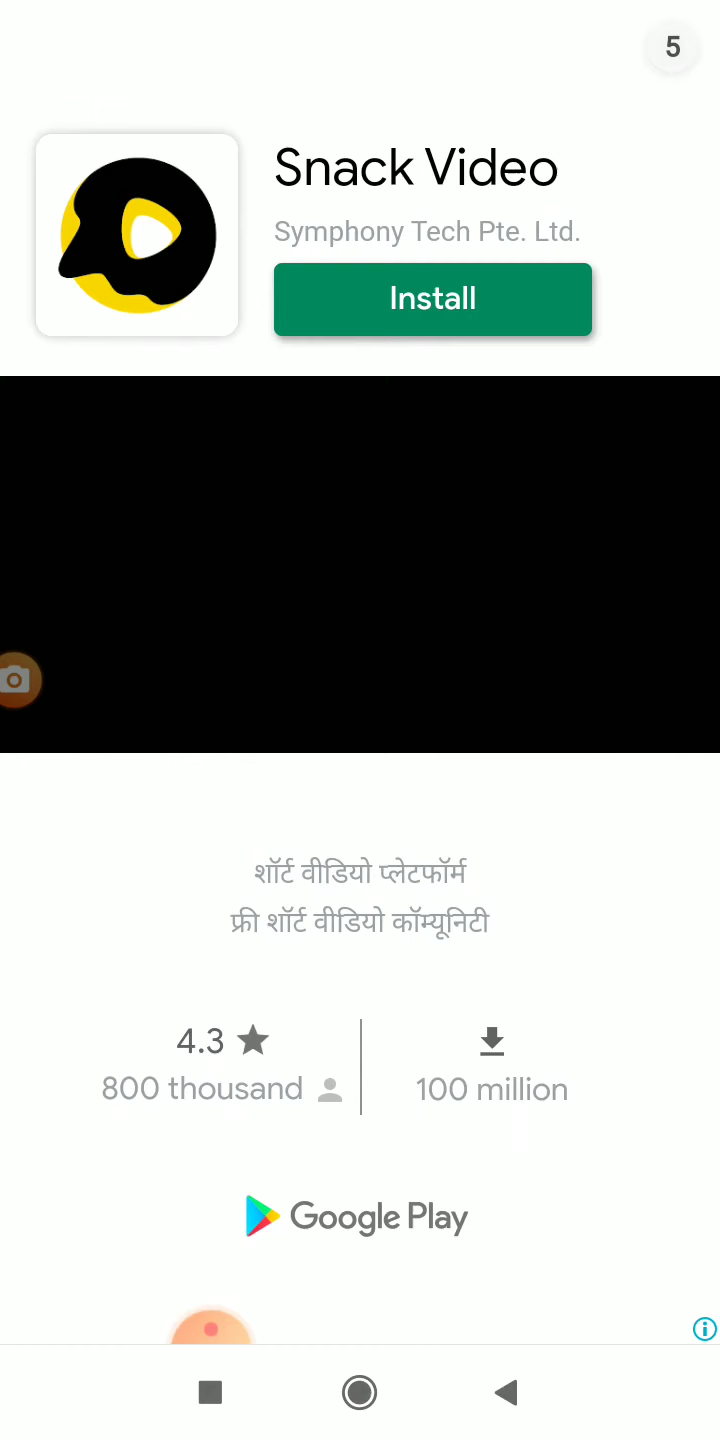 5
Snack Video
Symphony Tech Pte. Ltd.
Install
शॉर्ट वीडियो प्लेटफॉर्म
फ्री शॉर्ट वीडियो कॉम्यूनिटी
4.3
800 thousand
100 million
Google Play